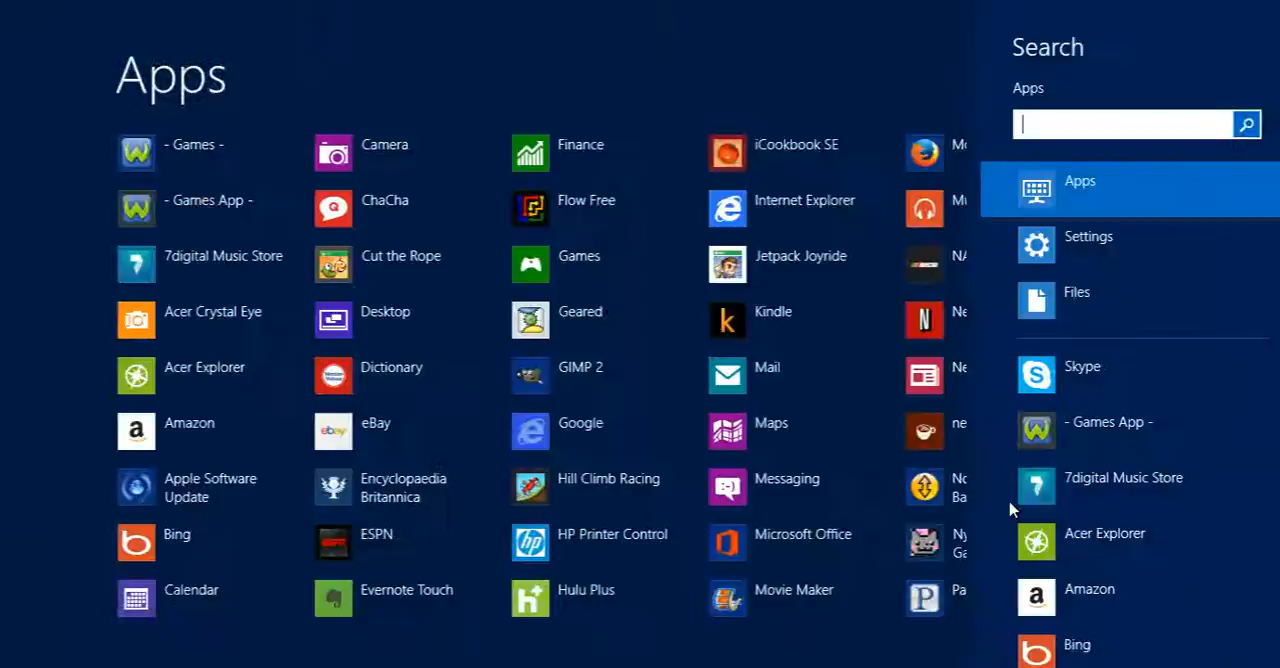 Apps
- Games -
- Games App -
7digital Music Store
Acer Crystal Eye
Acer Explorer
Amazon
Apple Software
Update
Bing
Calendar
Camera
ChaCha
Cut the Rope
Desktop
Dictionary
eBay
Encyclopaedia
Britannica
ESPN
Evernote Touch
Finance
Flow Free
Games
Geared
GIMP 2
Google
Hill Climb Racing
HP Printer Control
Hulu Plus
iCookbook SE
Internet Explorer
Jetpack Joyride
Kindle
Mail
Maps
Messaging
Microsoft Office
Movie Maker
Search
Apps
Apps
Settings
Files
Skype
- Games App -
7digital Music Store
Acer Explorer
Amazon
Bing